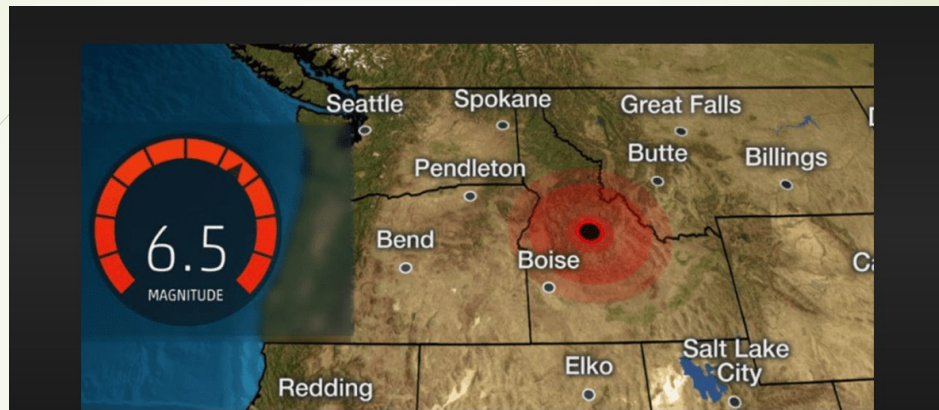 Seattle
Spokane
Great Falls
Pendleton
Butte
Billings
Bend
Boise
6.5
MAGNITUDE
Elko
Salt Lake
City
Redding